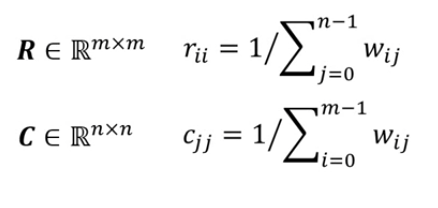 𝑹 ∈ ℝ^{m×m} r_{ii} = 1/∑_{j=0}^{n−1} w_{ij}
𝑪 ∈ ℝ^{n×n} c_{jj} = 1/∑_{i=0}^{m−1} w_{ij}